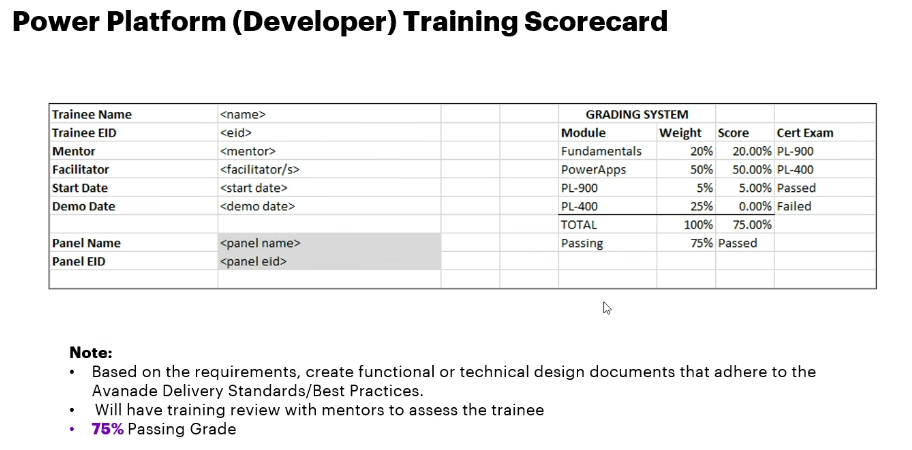 Power Platform (Developer) Training Scorecard
Trainee Name <name> GRADING SYSTEM
Trainee EID <eid> Module Weight Score Cert Exam
Mentor <mentor> Fundamentals 20% 20.00% PL-900
Facilitator <facilitator/s> PowerApps 50% 50.00% PL-400
Start Date <start date> PL-900 5% 5.00% Passed
Demo Date <demo date> PL-400 25% 0.00% Failed
TOTAL 100% 75.00%
Panel Name <panel name> Passing 75% Passed
Panel EID <panel eid>
Note:
• Based on the requirements, create functional or technical design documents that adhere to the
Avanade Delivery Standards/Best Practices.
• Will have training review with mentors to assess the trainee
• 75% Passing Grade